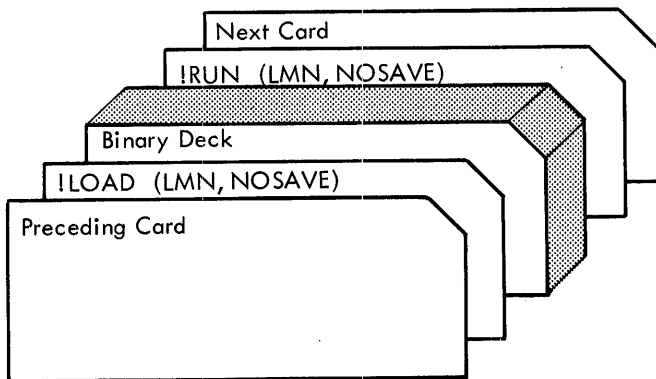 Next Card
!RUN (LMN, NOSAVE)
Binary Deck
!LOAD (LMN, NOSAVE)
Preceding Card